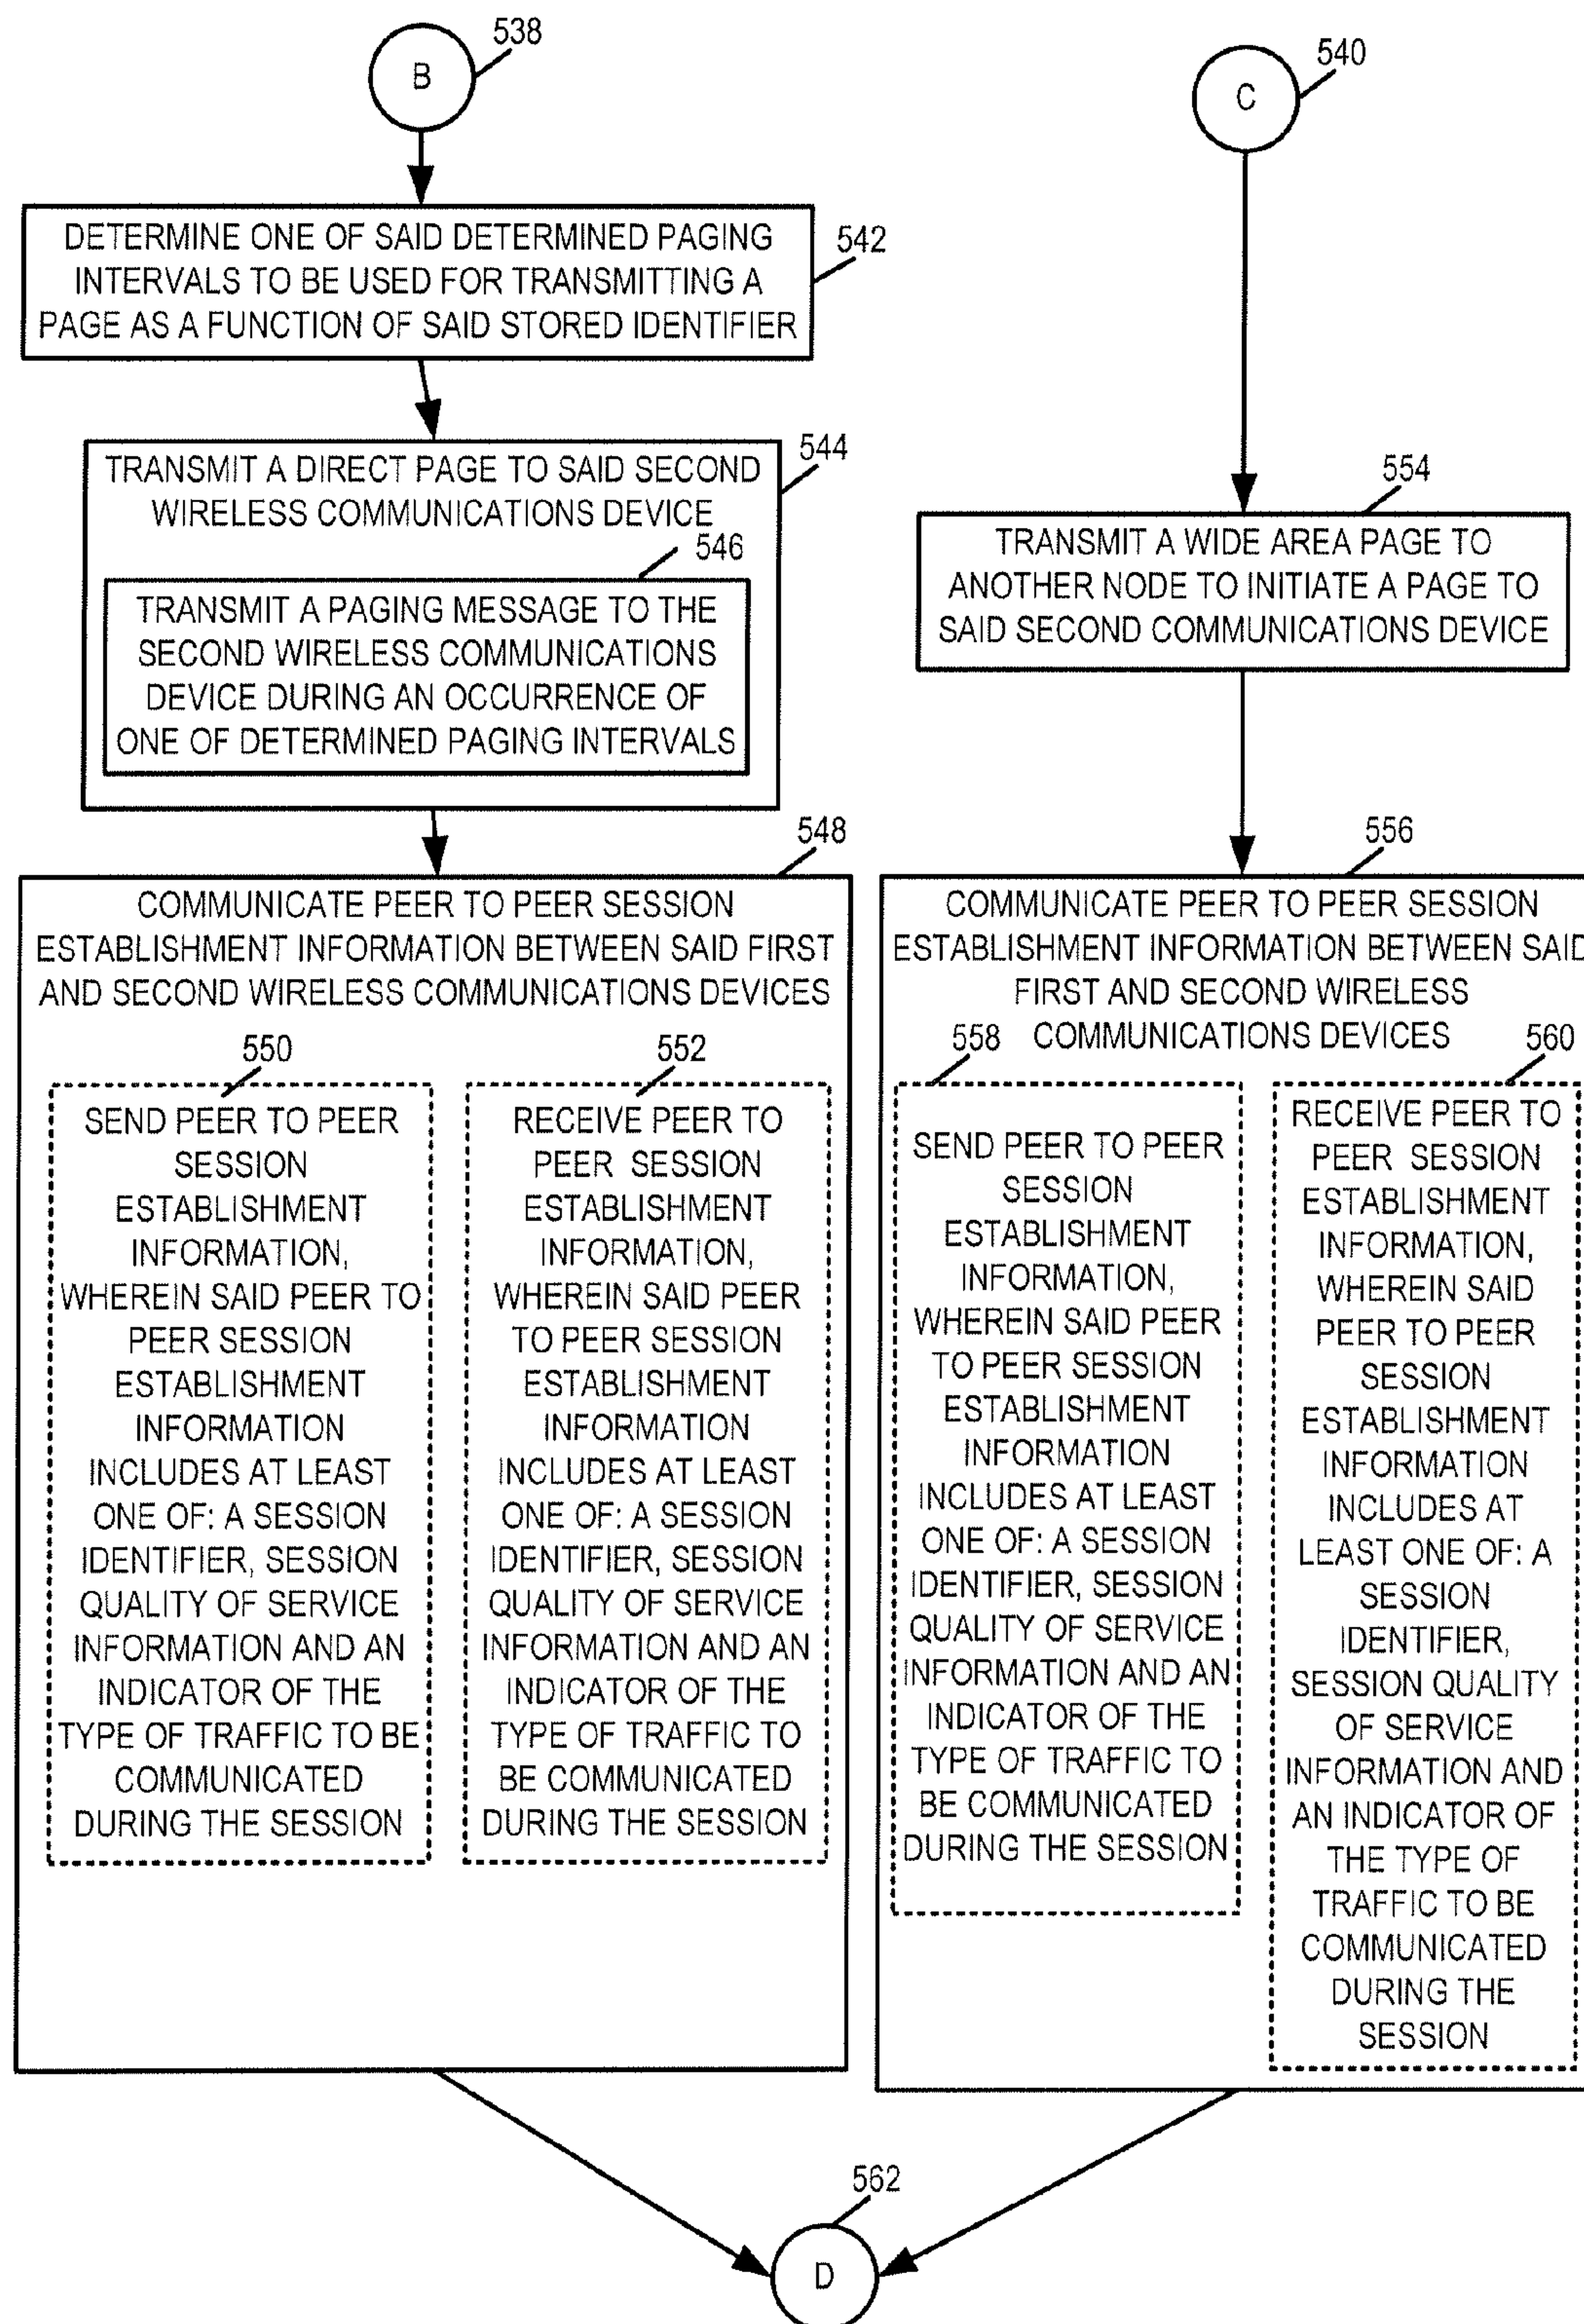 538
B
DETERMINE ONE OF SAID DETERMINED PAGING
INTERVALS TO BE USED FOR TRANSMITTING A
PAGE AS A FUNCTION OF SAID STORED IDENTIFIER
542
TRANSMIT A DIRECT PAGE TO SAID SECOND
WIRELESS COMMUNICATIONS DEVICE
544
546
TRANSMIT A PAGING MESSAGE TO THE
SECOND WIRELESS COMMUNICATIONS
DEVICE DURING AN OCCURRENCE OF
ONE OF DETERMINED PAGING INTERVALS
548
COMMUNICATE PEER TO PEER SESSION
ESTABLISHMENT INFORMATION BETWEEN SAID FIRST
AND SECOND WIRELESS COMMUNICATIONS DEVICES
550
SEND PEER TO PEER
SESSION
ESTABLISHMENT
INFORMATION,
WHEREIN SAID PEER TO
PEER SESSION
ESTABLISHMENT
INFORMATION
INCLUDES AT LEAST
ONE OF: A SESSION
IDENTIFIER, SESSION
QUALITY OF SERVICE
INFORMATION AND AN
INDICATOR OF THE
TYPE OF TRAFFIC TO BE
COMMUNICATED
DURING THE SESSION
552
RECEIVE PEER TO
PEER SESSION
ESTABLISHMENT
INFORMATION,
WHEREIN SAID PEER
TO PEER SESSION
ESTABLISHMENT
INFORMATION
INCLUDES AT LEAST
ONE OF: A SESSION
IDENTIFIER, SESSION
QUALITY OF SERVICE
INFORMATION AND AN
INDICATOR OF THE
TYPE OF TRAFFIC TO
BE COMMUNICATED
DURING THE SESSION
540
C
554
TRANSMIT A WIDE AREA PAGE TO
ANOTHER NODE TO INITIATE A PAGE TO
SAID SECOND COMMUNICATIONS DEVICE
556
COMMUNICATE PEER TO PEER SESSION
ESTABLISHMENT INFORMATION BETWEEN SAID
FIRST AND SECOND WIRELESS
COMMUNICATIONS DEVICES
558
SEND PEER TO PEER
SESSION
ESTABLISHMENT
INFORMATION,
WHEREIN SAID PEER
TO PEER SESSION
ESTABLISHMENT
INFORMATION
INCLUDES AT LEAST
ONE OF: A SESSION
IDENTIFIER, SESSION
QUALITY OF SERVICE
INFORMATION AND AN
INDICATOR OF THE
TYPE OF TRAFFIC TO
BE COMMUNICATED
DURING THE SESSION
560
RECEIVE PEER TO
PEER SESSION
ESTABLISHMENT
INFORMATION,
WHEREIN SAID
PEER TO PEER
SESSION
ESTABLISHMENT
INFORMATION
INCLUDES AT
LEAST ONE OF: A
SESSION
IDENTIFIER,
SESSION QUALITY
OF SERVICE
INFORMATION AND
AN INDICATOR OF
THE TYPE OF
TRAFFIC TO BE
COMMUNICATED
DURING THE
SESSION
562
D